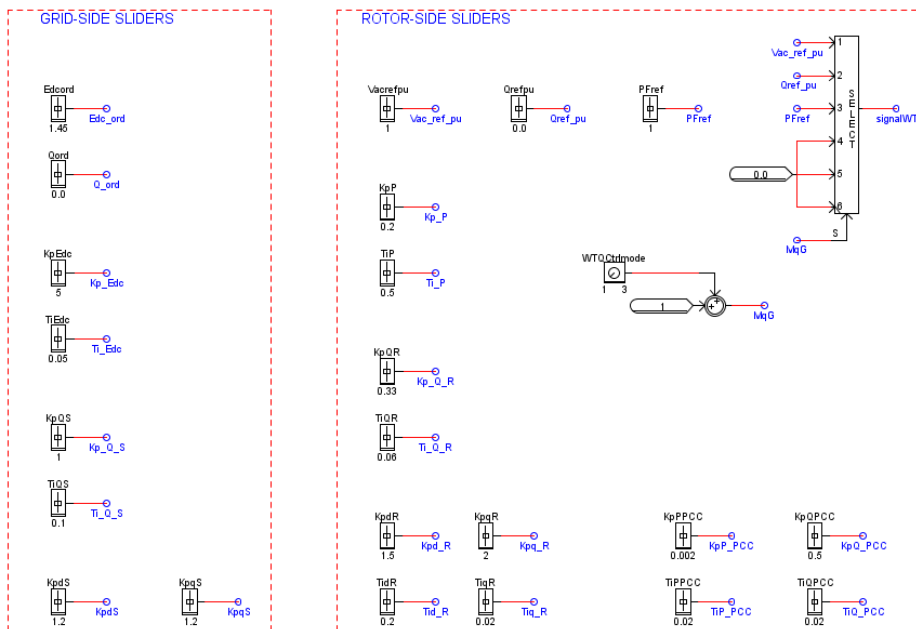 GRID-SIDE SLIDERS
Edcord
Edc_ord
1.45
Qord
Q_ord
0.0
KpEdc
Kp_Edc
5
TiEdc
Ti_Edc
0.05
KpQS
Kp_Q_S
1
TiQS
Ti_Q_S
0.1
KpdS
KpdS
1.2
KpqS
KpqS
1.2
ROTOR-SIDE SLIDERS
Vacrefpu
Vac_ref_pu
1
Qrefpu
Qref_pu
0.0
PFref
PFref
1
Vac_ref_pu
1
Qref_pu
2
PFref
3
4
5
6
SELECT
signalWT
0.0
S
MqG
KpP
Kp_P
0.2
TiP
Ti_P
0.5
WTQCtrlmode
1 3
1
+
+
MqG
KpQR
Kp_Q_R
0.33
TiQR
Ti_Q_R
0.06
KpdR
Kpd_R
1.5
KpqR
Kpq_R
2
KpPPCC
KpP_PCC
0.002
KpQPCC
KpQ_PCC
0.5
TidR
Tid_R
0.2
TiqR
Tiq_R
0.02
TiPPCC
TiP_PCC
0.02
TiQPCC
TiQ_PCC
0.02